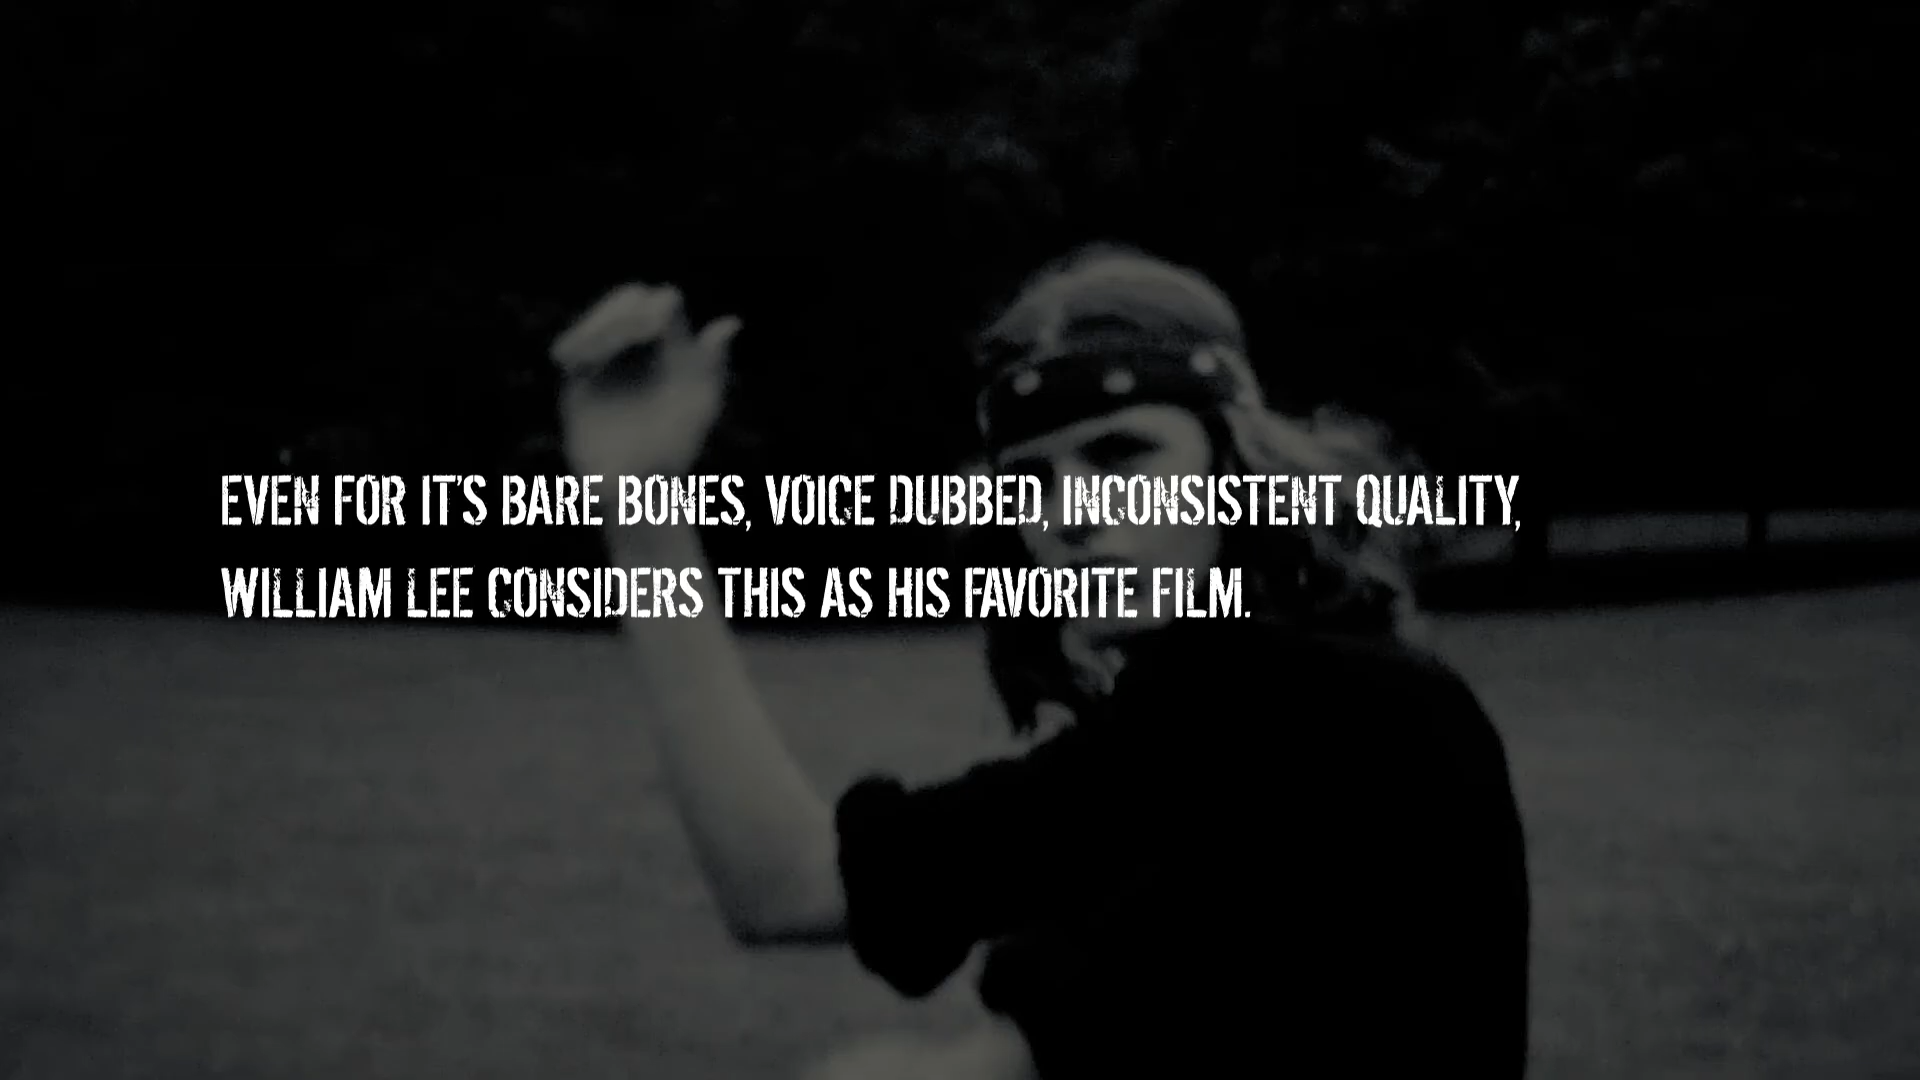 EVEN FOR IT'S BARE BONES, VOICE DUBBED, INCONSISTENT QUALITY,
WILLIAM LEE CONSIDERS THIS AS HIS FAVORITE FILM.